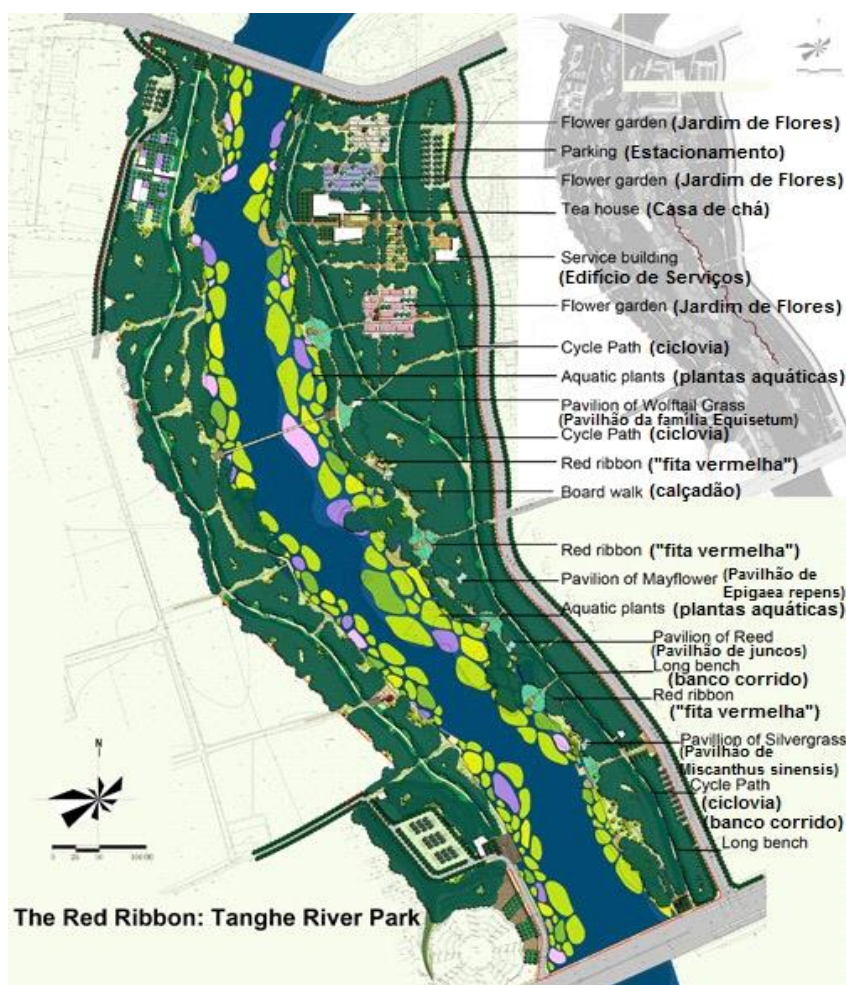 Flower garden (Jardim de Flores)
Parking (Estacionamento)
Flower garden (Jardim de Flores)
Tea house (Casa de chá)
Service building
(Edifício de Serviços)
Flower garden (Jardim de Flores)
Cycle Path (ciclovia)
Aquatic plants (plantas aquáticas)
Pavilion of Wolftail Grass
(Pavilhão da família Equisetum)
Cycle Path (ciclovia)
Red ribbon ("fita vermelha")
Board walk (calçadão)
Red ribbon ("fita vermelha")
Pavilion of Mayflower (Pavilhão de
Epigaea repens)
Aquatic plants (plantas aquáticas)
Pavilion of Reed
(Pavilhão de juncos)
Long bench
(banco corrido)
Red ribbon
("fita vermelha")
Pavillion of Silvergrass
(Pavilhão de
Miscanthus sinensis)
Cycle Path
(ciclovia)
(banco corrido)
Long bench
N
The Red Ribbon: Tanghe River Park